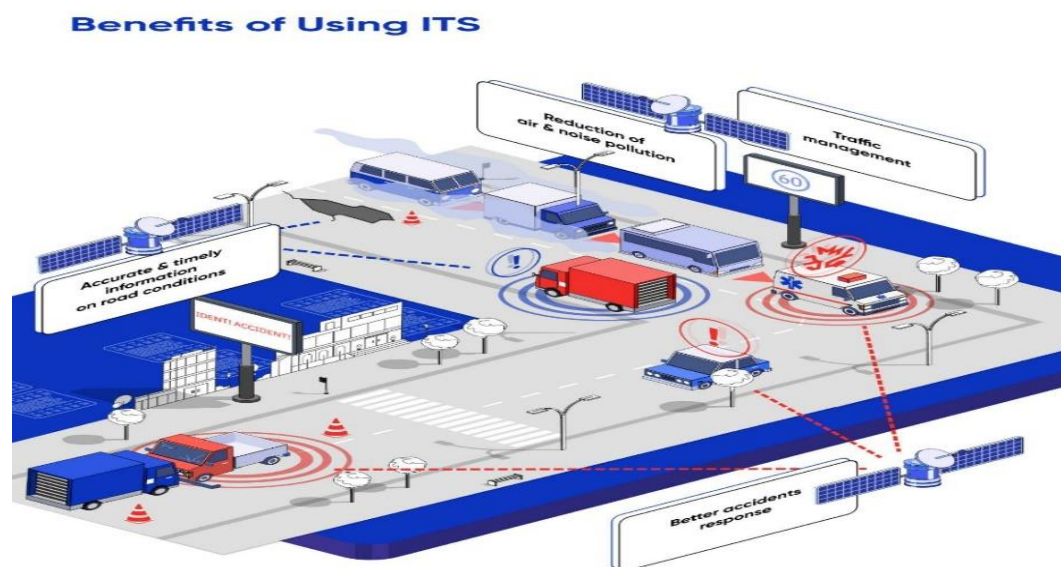 Benefits of Using ITS
Reduction of
air & noise pollution
Traffic
management
60
Accurate & timely
information
on road conditions
!
IDENT! ACCIDENT!
!
Better accidents
response